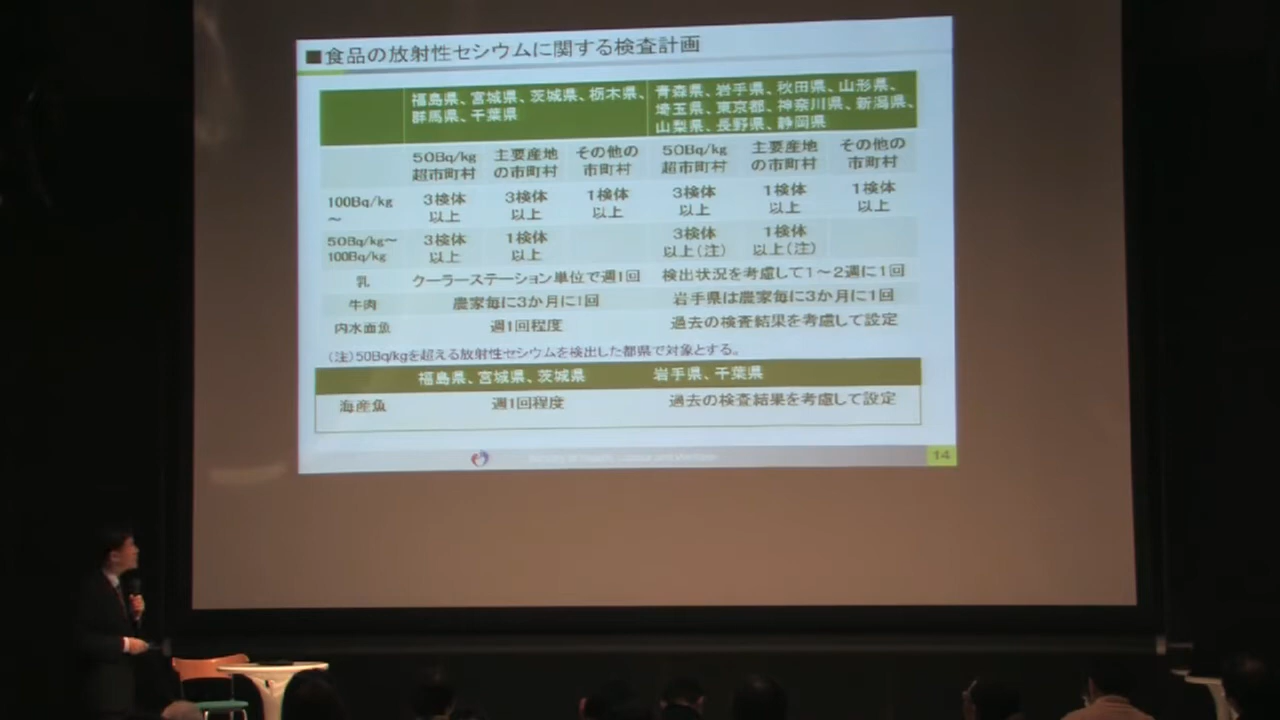 ■食品の放射性セシウムに関する検査計画
福島県、宮城県、茨城県、栃木県、
群馬県、千葉県
青森県、岩手県、秋田県、山形県、
埼玉県、東京都、神奈川県、新潟県、
山梨県、長野県、静岡県
50Bq/kg
超市町村
主要産地
の市町村
その他の
市町村
50Bq/kg
超市町村
主要産地
の市町村
その他の
市町村
100Bq/kg
～
3検体
以上
3検体
以上
1検体
以上
3検体
以上
1検体
以上
1検体
以上
50Bq/kg～
100Bq/kg
3検体
以上
1検体
以上
3検体
以上(注)
1検体
以上(注)
乳 クーラーステーション単位で週1回 検出状況を考慮して1～2週に1回
牛肉 農家毎に3か月に1回 岩手県は農家毎に3か月に1回
内水面魚 週1回程度 過去の検査結果を考慮して設定
(注)50Bq/kgを超える放射性セシウムを検出した都県で対象とする。
福島県、宮城県、茨城県 岩手県、千葉県
海産魚 週1回程度 過去の検査結果を考慮して設定
14